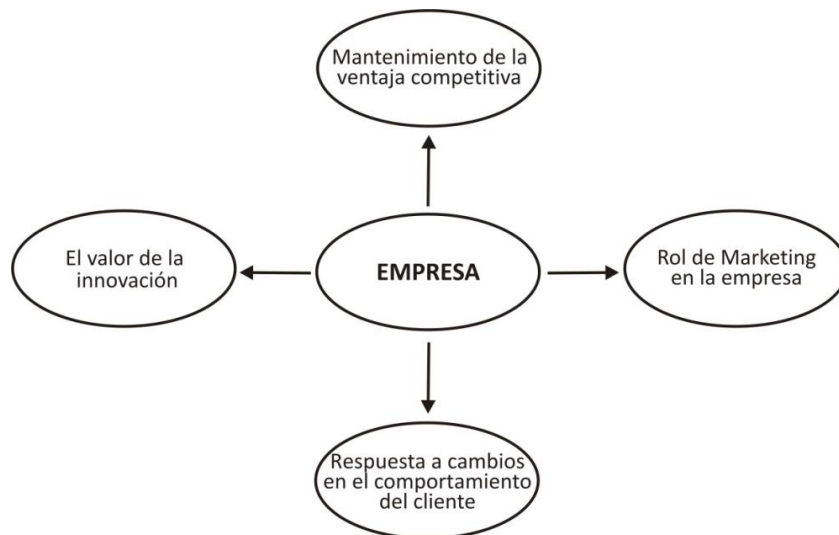 Mantenimiento de la
ventaja competitiva
El valor de la
innovación
EMPRESA
Rol de Marketing
en la empresa
Respuesta a cambios
en el comportamiento
del cliente